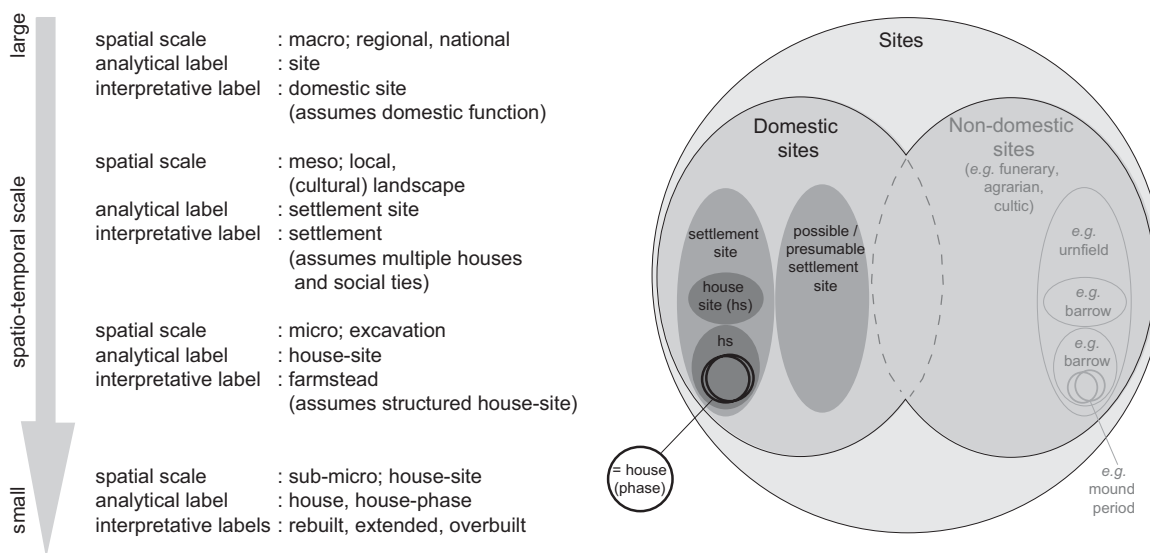 large
spatio-temporal scale
small
spatial scale : macro; regional, national
analytical label : site
interpretative label : domestic site
(assumes domestic function)
spatial scale : meso; local,
(cultural) landscape
analytical label : settlement site
interpretative label : settlement
(assumes multiple houses
and social ties)
spatial scale : micro; excavation
analytical label : house-site
interpretative label : farmstead
(assumes structured house-site)
spatial scale : sub-micro; house-site
analytical label : house, house-phase
interpretative labels : rebuilt, extended, overbuilt
Sites
Domestic
sites
settlement
site
house
site (hs)
hs
= house
(phase)
possible /
presumable
settlement
site
Non-domestic
sites
(e.g. funerary,
agrarian,
cultic)
e.g.
urnfield
e.g.
barrow
e.g.
barrow
e.g.
mound
period